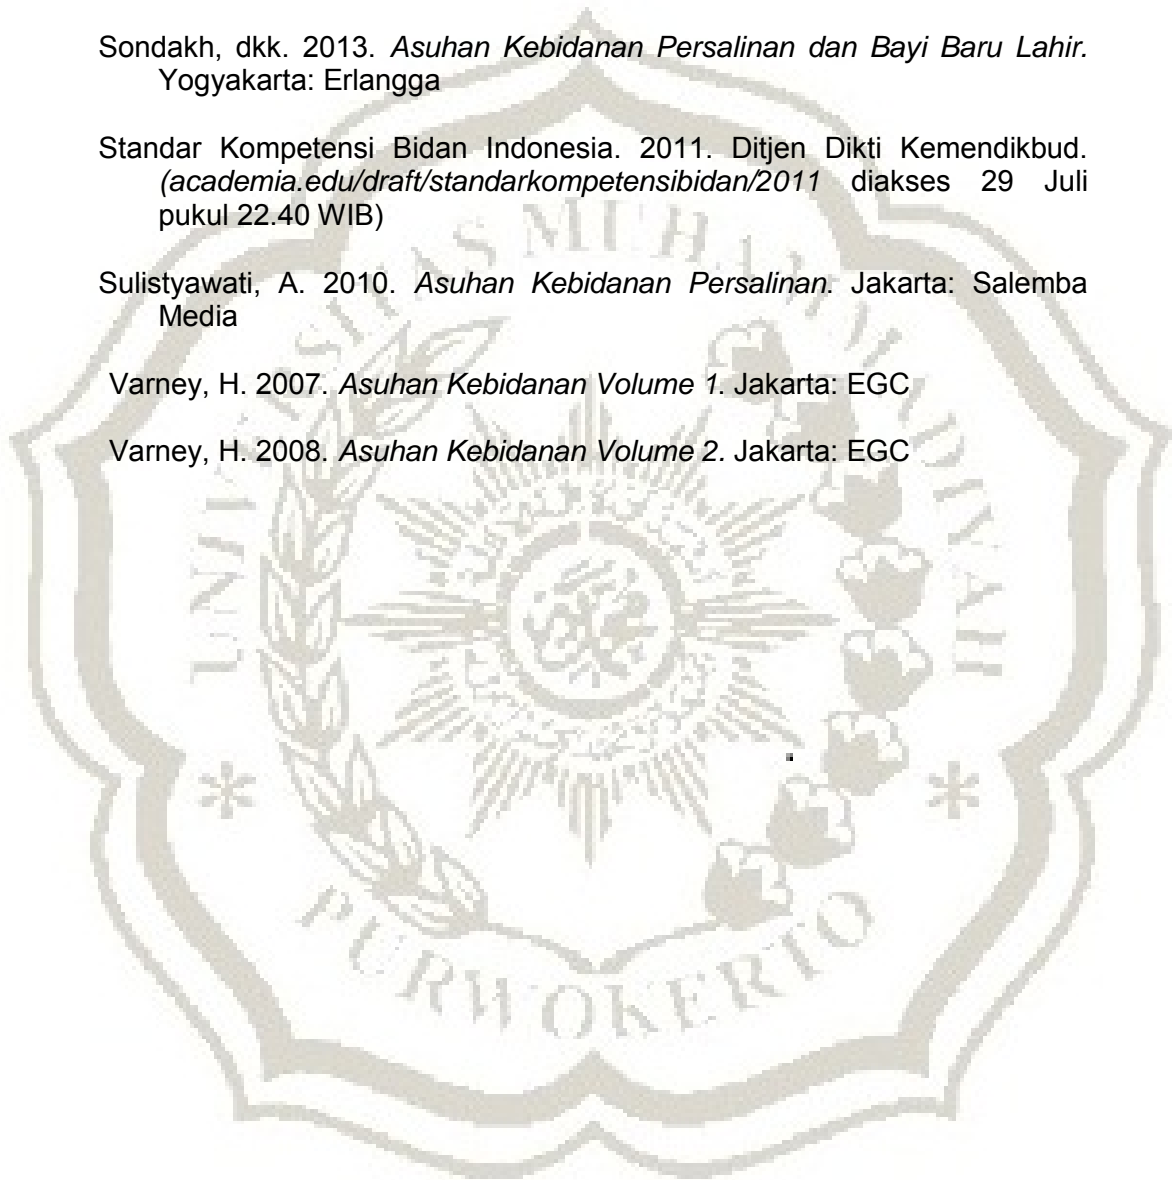 Sondakh, dkk. 2013. Asuhan Kebidanan Persalinan dan Bayi Baru Lahir.
Yogyakarta: Erlangga
Standar Kompetensi Bidan Indonesia. 2011. Ditjen Dikti Kemendikbud.
(academia.edu/draft/standarkompetensibidan/2011 diakses 29 Juli
pukul 22.40 WIB)
Sulistyawati, A. 2010. Asuhan Kebidanan Persalinan. Jakarta: Salemba
Media
Varney, H. 2007. Asuhan Kebidanan Volume 1. Jakarta: EGC
Varney, H. 2008. Asuhan Kebidanan Volume 2. Jakarta: EGC
UNIVERSITAS MUHAMMADIYAH
PURWOKERTO